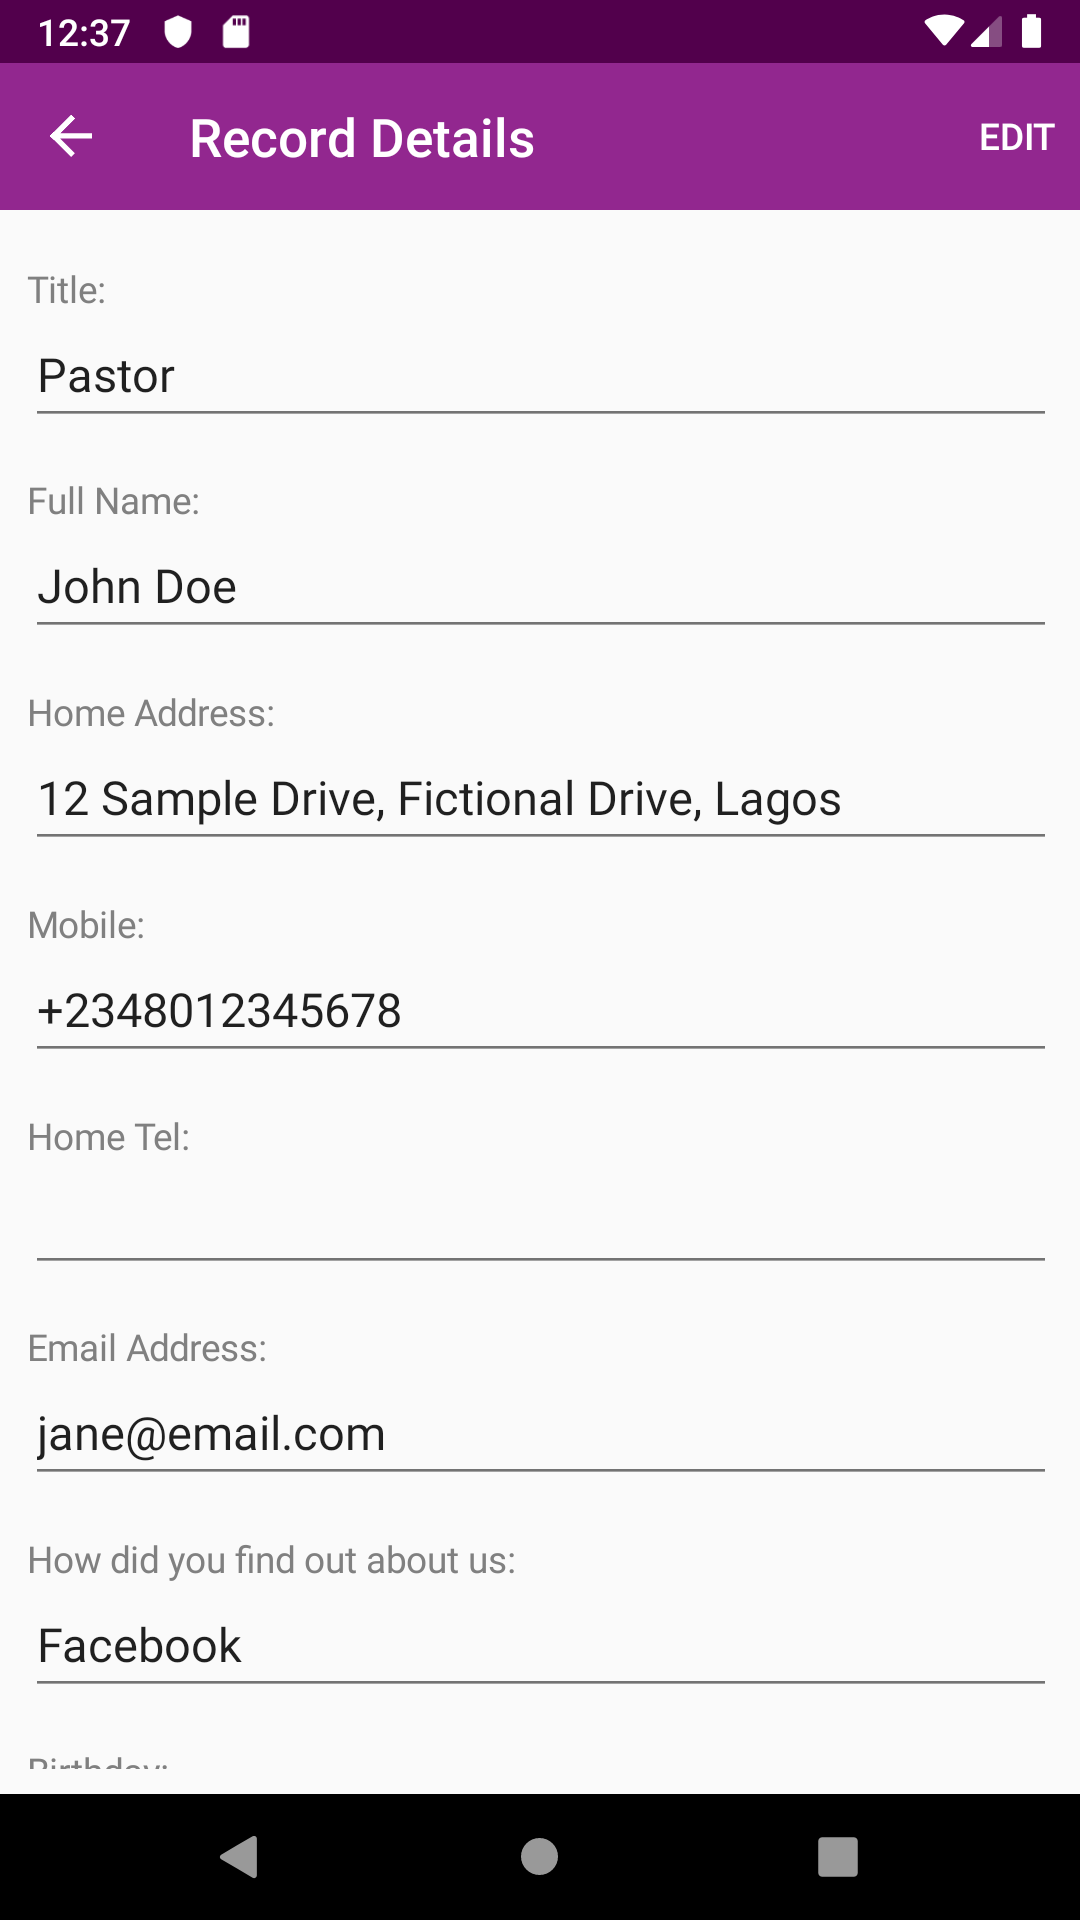 12:37
Record Details
EDIT
Title:
Pastor
Full Name:
John Doe
Home Address:
12 Sample Drive, Fictional Drive, Lagos
Mobile:
+2348012345678
Home Tel:
Email Address:
jane@email.com
How did you find out about us:
Facebook
Birthday: